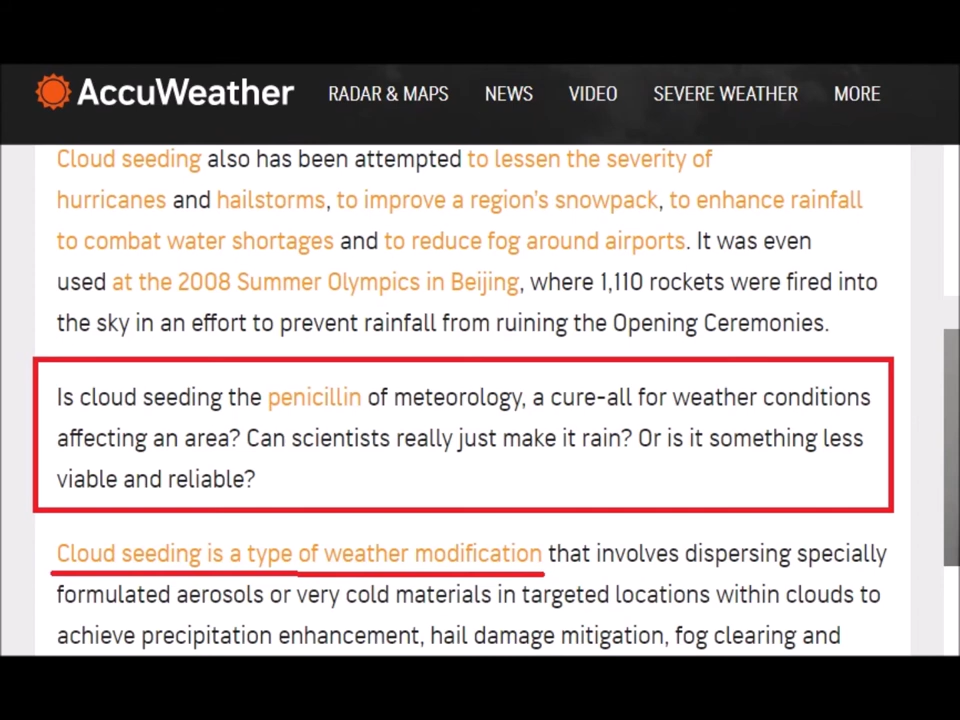 AccuWeather RADAR & MAPS NEWS VIDEO SEVERE WEATHER MORE
Cloud seeding also has been attempted to lessen the severity of
hurricanes and hailstorms, to improve a region's snowpack, to enhance rainfall
to combat water shortages and to reduce fog around airports. It was even
used at the 2008 Summer Olympics in Beijing, where 1,110 rockets were fired into
the sky in an effort to prevent rainfall from ruining the Opening Ceremonies.
Is cloud seeding the penicillin of meteorology, a cure-all for weather conditions
affecting an area? Can scientists really just make it rain? Or is it something less
viable and reliable?
Cloud seeding is a type of weather modification that involves dispersing specially
formulated aerosols or very cold materials in targeted locations within clouds to
achieve precipitation enhancement, hail damage mitigation, fog clearing and